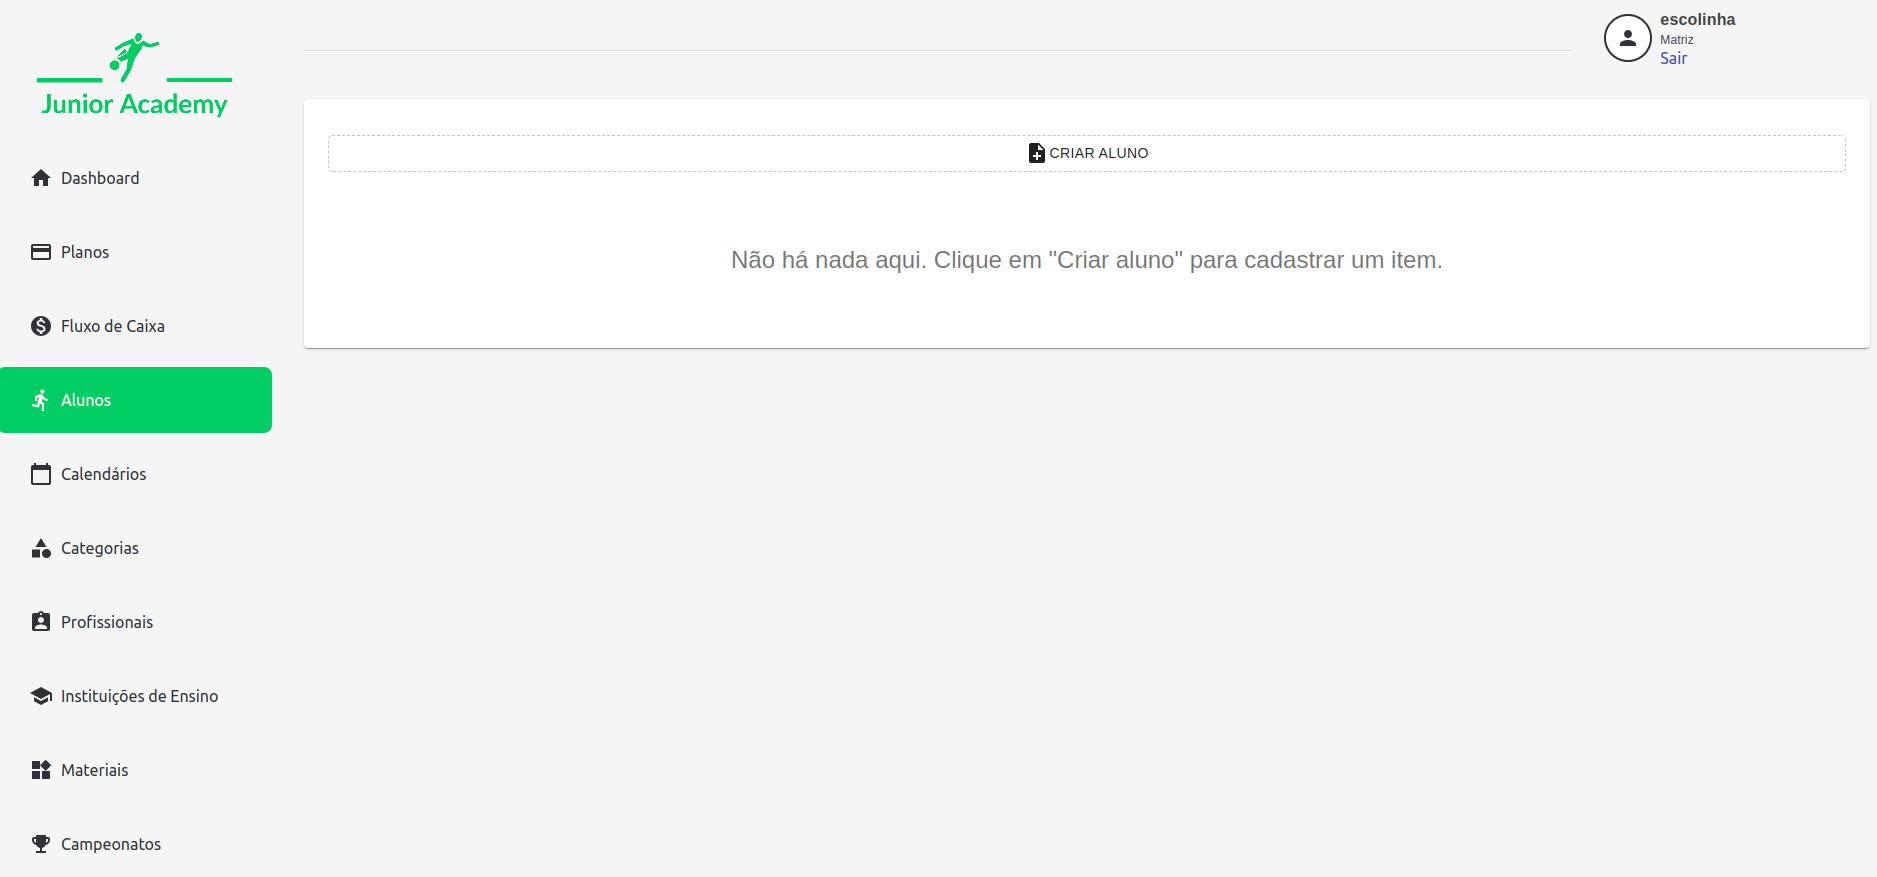 Junior Academy
escolinha
Matriz
Sair
Dashboard
Planos
Fluxo de Caixa
Alunos
Calendários
Categorias
Profissionais
Instituições de Ensino
Materiais
Campeonatos
CRIAR ALUNO
Não há nada aqui. Clique em "Criar aluno" para cadastrar um item.